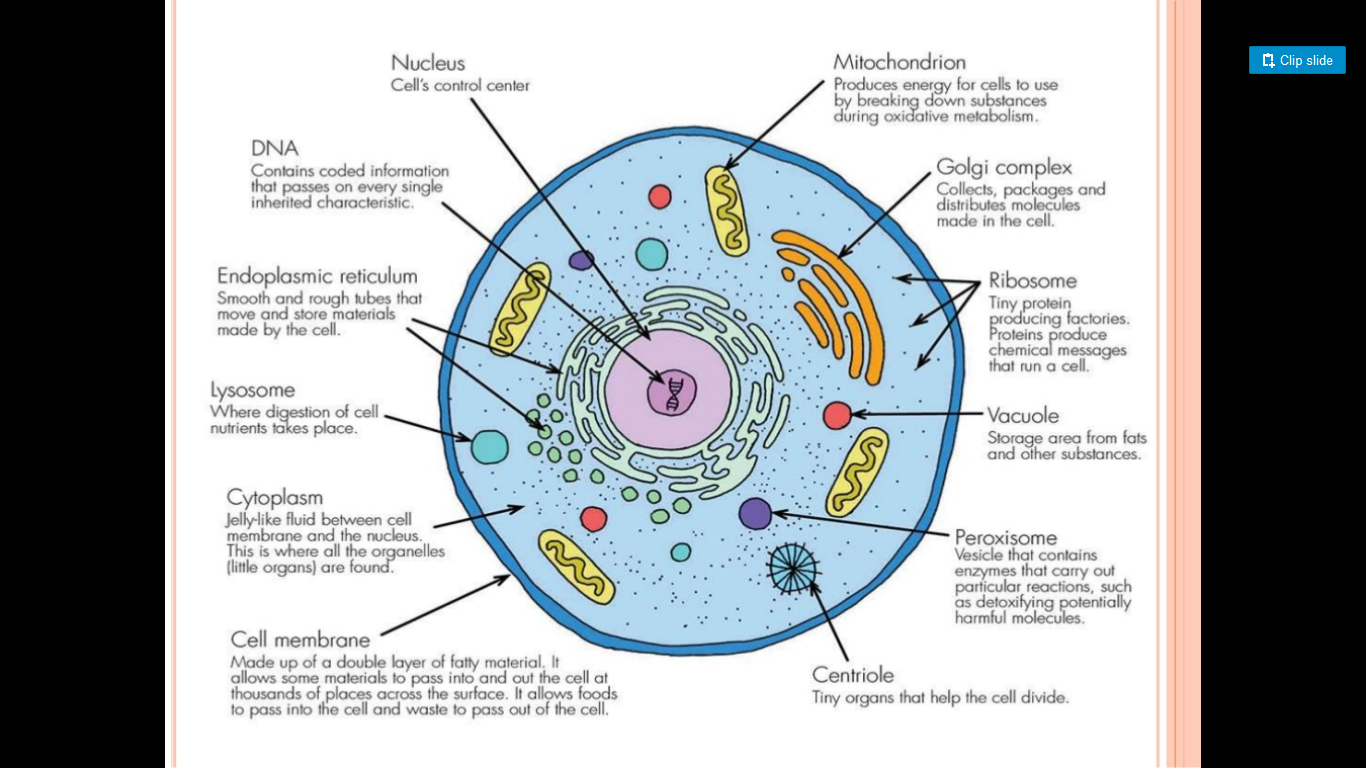 Clip slide
Nucleus
Cell's control center
Mitochondrion
Produces energy for cells to use
by breaking down substances
during oxidative metabolism.
DNA
Contains coded information
that passes on every single
inherited characteristic.
Golgi complex
Collects, packages and
distributes molecules
made in the cell.
Endoplasmic reticulum
Smooth and rough tubes that
move and store materials
made by the cell.
Ribosome
Tiny protein
producing factories.
Proteins produce
chemical messages
that run a cell.
Lysosome
Where digestion of cell
nutrients takes place.
Vacuole
Storage area from fats
and other substances.
Cytoplasm
Jelly-like fluid between cell
membrane and the nucleus.
This is where all the organelles
(little organs) are found.
Peroxisome
Vesicle that contains
enzymes that carry out
particular reactions, such
as detoxifying potentially
harmful molecules.
Cell membrane
Made up of a double layer of fatty material. It
allows some materials to pass into and out the cell at
thousands of places across the surface. It allows foods
to pass into the cell and waste to pass out of the cell.
Centriole
Tiny organs that help the cell divide.